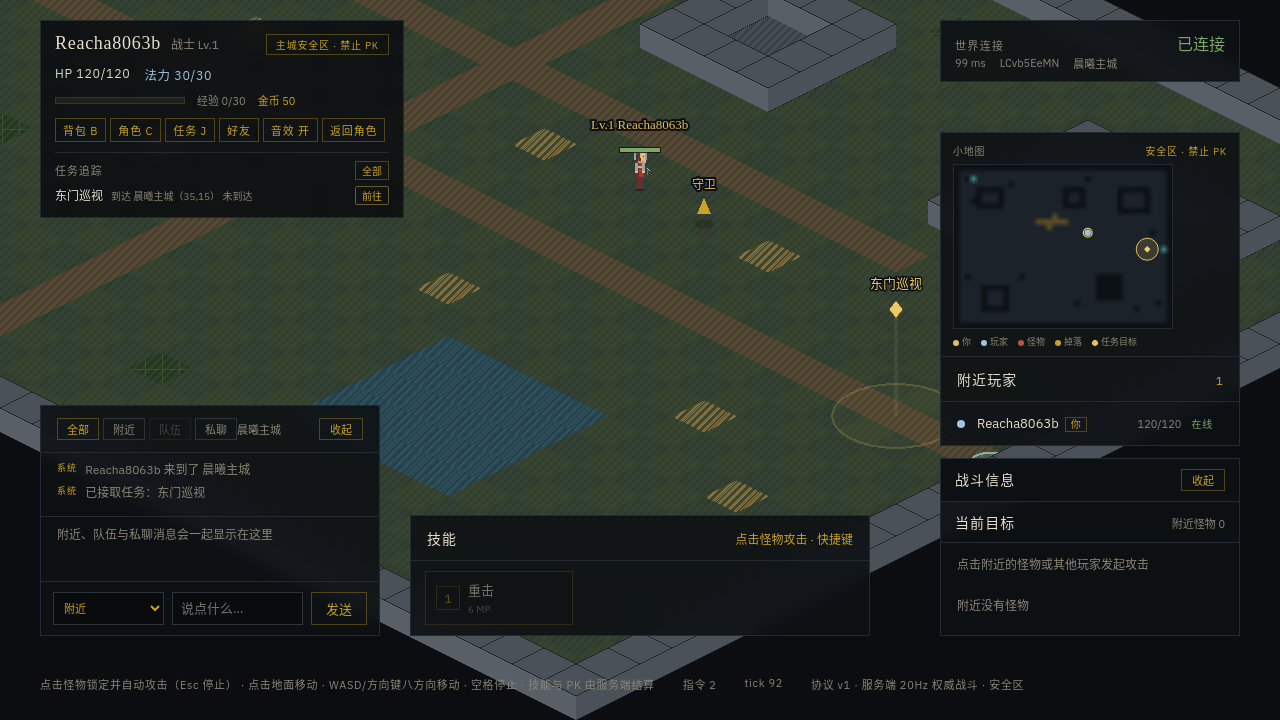 Reacha8063b 战士 Lv.1 主城安全区 · 禁止 PK
HP 120/120 法力 30/30
经验 0/30 金币 50
背包 B 角色 C 任务 J 好友 音效 开 返回角色
任务追踪 全部
东门巡视 到达 晨曦主城（35,15） 未到达 前往
Lv.1 Reacha8063b
守卫
东门巡视
世界连接 已连接
99 ms LCvb5EeMN 晨曦主城
小地图 安全区 · 禁止 PK
你 玩家 怪物 掉落 任务目标
附近玩家 1
Reacha8063b 你 120/120 在线
战斗信息 收起
当前目标 附近怪物 0
点击附近的怪物或其他玩家发起攻击
附近没有怪物
全部 附近 队伍 私聊 晨曦主城 收起
系统 Reacha8063b 来到了 晨曦主城
系统 已接取任务：东门巡视
附近、队伍与私聊消息会一起显示在这里
附近 说点什么... 发送
技能 点击怪物攻击 · 快捷键
1 重击
6 MP
点击怪物锁定并自动攻击（Esc 停止） · 点击地面移动 · WASD/方向键八方向移动 · 空格停止 · 技能与 PK 由服务端结算 指令 2 tick 92 协议 v1 · 服务端 20Hz 权威战斗 · 安全区